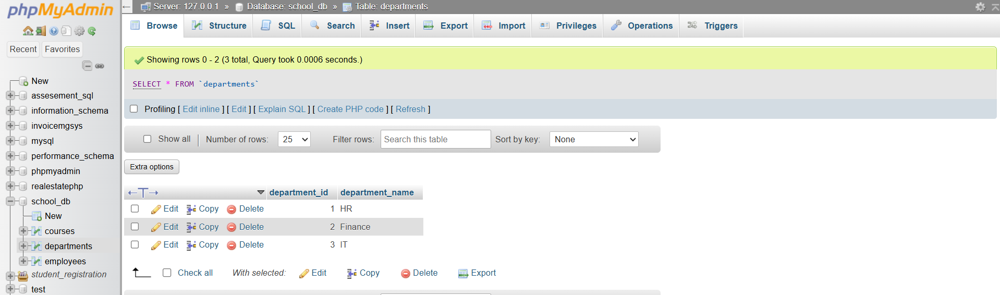 phpMyAdmin
Recent Favorites
New
assesement_sql
information_schema
invoicemgsys
mysql
performance_schema
phpmyadmin
realestatephp
school_db
New
courses
departments
employees
student_registration
test
Server: 127.0.0.1 » Database: school_db » Table: departments
Browse Structure SQL Search Insert Export Import Privileges Operations Triggers
Showing rows 0 - 2 (3 total, Query took 0.0006 seconds.)
SELECT * FROM `departments`
Profiling [ Edit inline ] [ Edit ] [ Explain SQL ] [ Create PHP code ] [ Refresh ]
Show all Number of rows: 25 Filter rows: Search this table Sort by key: None
Extra options
department_id department_name
Edit Copy Delete 1 HR
Edit Copy Delete 2 Finance
Edit Copy Delete 3 IT
Check all With selected: Edit Copy Delete Export